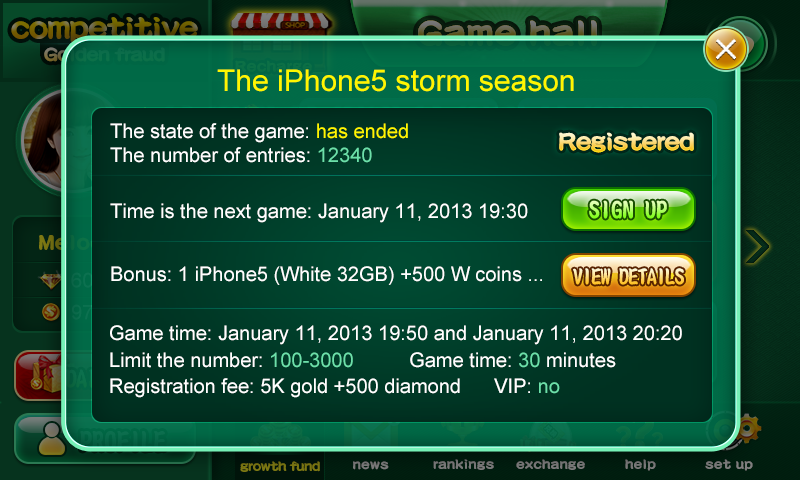 competitive
Golden fraud
SHOP
Game hall
The iPhone5 storm season
The state of the game: has ended
The number of entries: 12340
Registered
Time is the next game: January 11, 2013 19:30
SIGN UP
Bonus: 1 iPhone5 (White 32GB) +500 W coins ...
VIEW DETAILS
Game time: January 11, 2013 19:50 and January 11, 2013 20:20
Limit the number: 100-3000 Game time: 30 minutes
Registration fee: 5K gold +500 diamond VIP: no
PROFILE
growth fund
news
rankings
exchange
help
set up